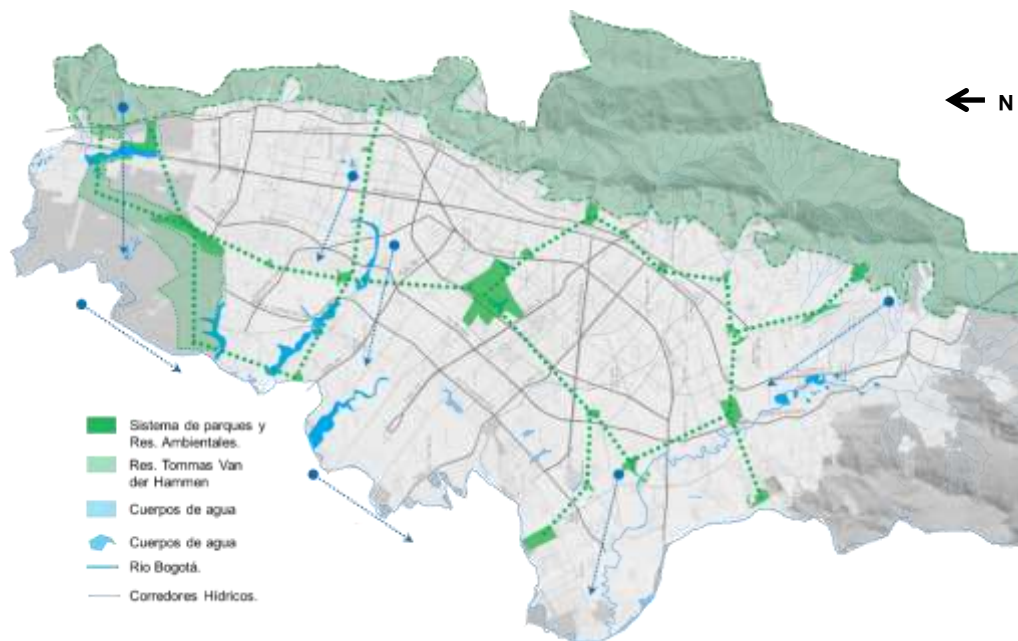 N
Sistema de parques y
Res. Ambientales.
Res. Tommas Van
der Hammen
Cuerpos de agua
Cuerpos de agua
Rio Bogotá.
Corredores Hídricos.